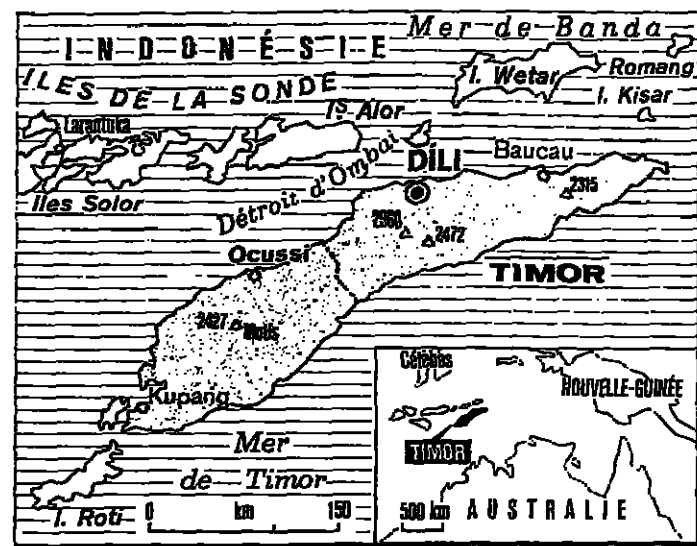 Mer de Banda
INDONÉSIE
ILES DE LA SONDE
I. Wetar
Romang
I. Kisar
Is Alor
Larantuka
Iles Solor
Détroit d'Ombai
DÍLI
Baucau
2315
2960
2472
Ocussi
TIMOR
2427
Kupang
Mer
de Timor
I. Roti
0 km 150
Célèbes
NOUVELLE-GUINÉE
TIMOR
500 km
AUSTRALIE